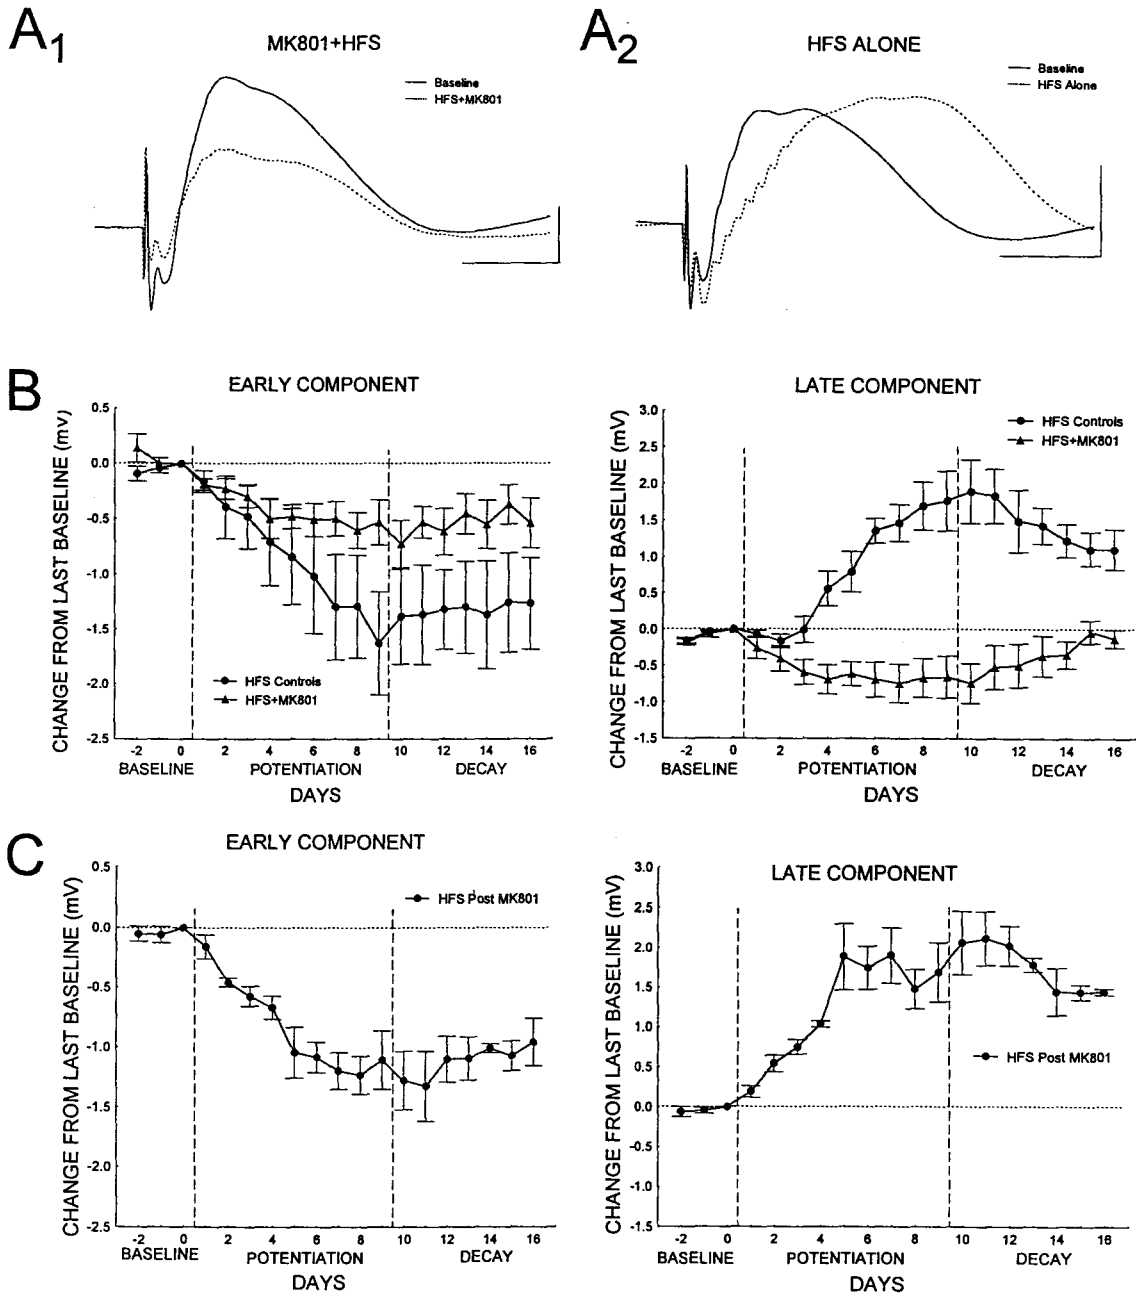 A1
MK801+HFS
Baseline
HFS+MK801
A2
HFS ALONE
Baseline
HFS Alone
B
EARLY COMPONENT
CHANGE FROM LAST BASELINE (mV)
0.5
0.0
-0.5
-1.0
-1.5
-2.0
-2.5
HFS Controls
HFS+MK801
-2 0 2 4 6 8 10 12 14 16
BASELINE POTENTIATION DECAY
DAYS
LATE COMPONENT
CHANGE FROM LAST BASELINE (mV)
3.0
2.5
2.0
1.5
1.0
0.5
0.0
-0.5
-1.0
-1.5
HFS Controls
HFS+MK801
-2 0 2 4 6 8 10 12 14 16
BASELINE POTENTIATION DECAY
DAYS
C
EARLY COMPONENT
CHANGE FROM LAST BASELINE (mV)
0.5
0.0
-0.5
-1.0
-1.5
-2.0
-2.5
HFS Post MK801
-2 0 2 4 6 8 10 12 14 16
BASELINE POTENTIATION DECAY
DAYS
LATE COMPONENT
CHANGE FROM LAST BASELINE (mV)
3.0
2.5
2.0
1.5
1.0
0.5
0.0
-0.5
-1.0
-1.5
HFS Post MK801
-2 0 2 4 6 8 10 12 14 16
BASELINE POTENTIATION DECAY
DAYS